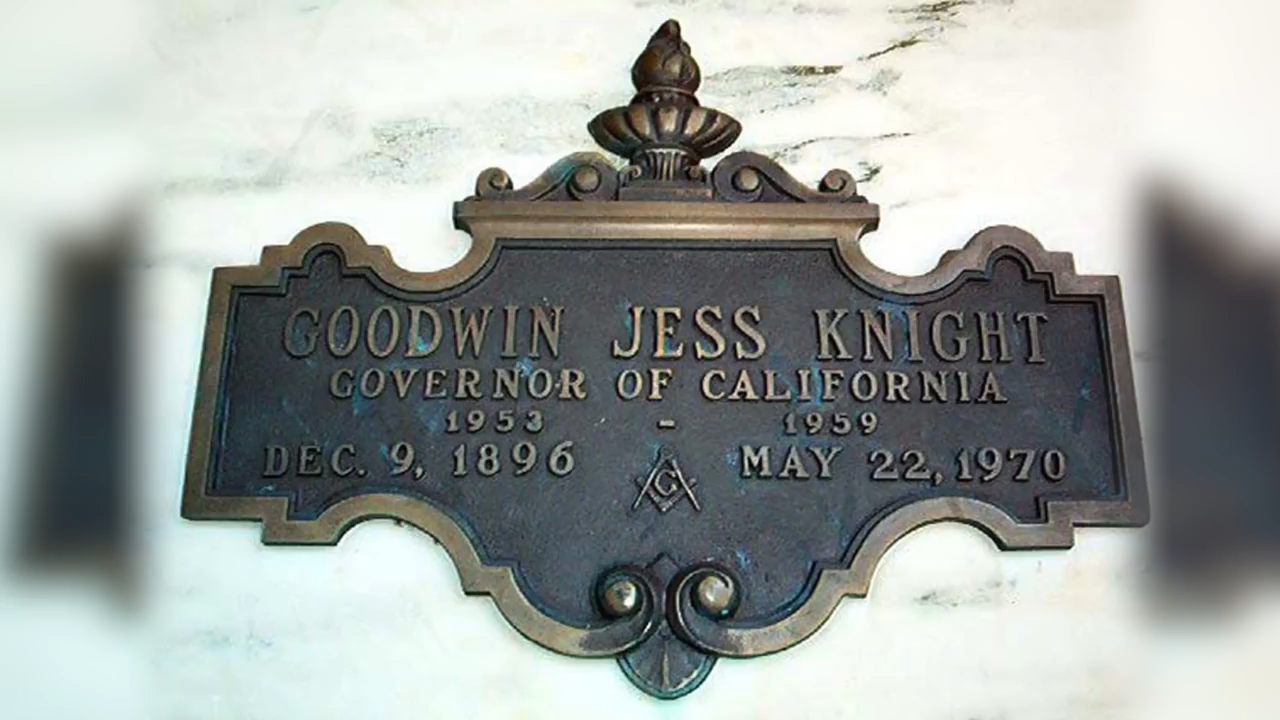 GOODWIN JESS KNIGHT
GOVERNOR OF CALIFORNIA
1953 - 1959
DEC. 9, 1896 G MAY 22, 1970